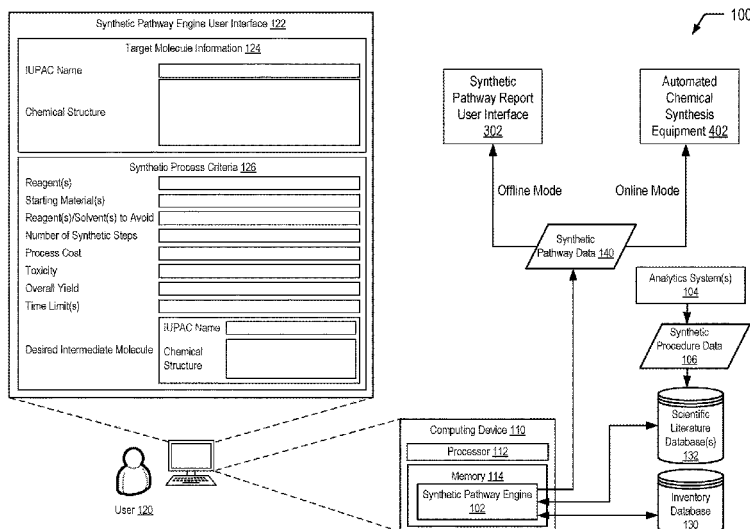 100
Synthetic Pathway Engine User Interface 122
Target Molecule Information 124
IUPAC Name
Chemical Structure
Synthetic Process Criteria 126
Reagent(s)
Starting Material(s)
Reagent(s)/Solvent(s) to Avoid
Number of Synthetic Steps
Process Cost
Toxicity
Overall Yield
Time Limit(s)
Desired Intermediate Molecule
IUPAC Name
Chemical
Structure
Synthetic
Pathway Report
User Interface
302
Automated
Chemical
Synthesis
Equipment 402
Offline Mode
Online Mode
Synthetic
Pathway Data 140
Analytics System(s)
104
Synthetic
Procedure Data
106
Scientific
Literature
Database(s)
132
Inventory
Database
130
Computing Device 110
Processor 112
Memory 114
Synthetic Pathway Engine
102
User 120